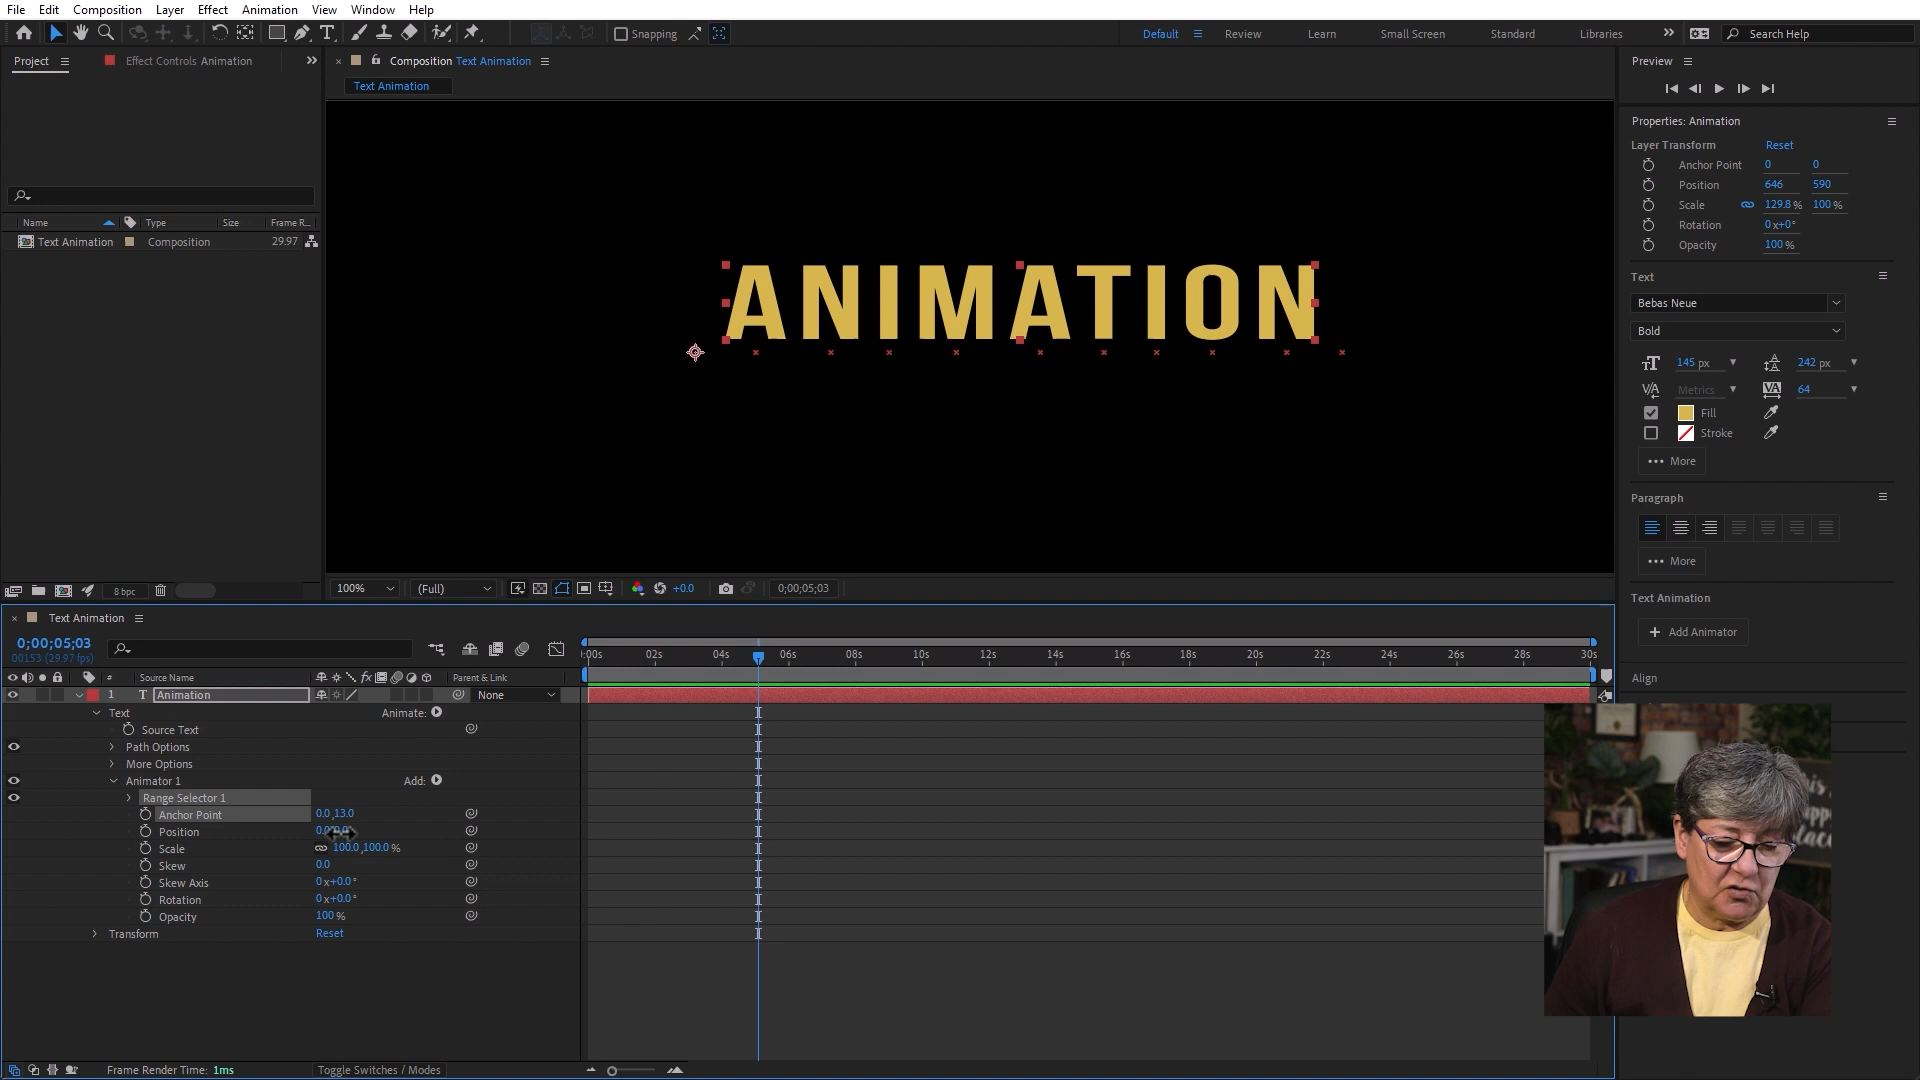 File Edit Composition Layer Effect Animation View Window Help
Snapping
Default Review Learn Small Screen Standard Libraries Search Help
Project Effect Controls Animation
Composition Text Animation
Text Animation
Name Type Size Frame R...
Text Animation Composition 29.97
8 bpc
ANIMATION
100% (Full) +0.0 0;00;05;03
Preview
Properties: Animation
Layer Transform Reset
Anchor Point 0 0
Position 646 590
Scale 129.8 % 100 %
Rotation 0x+0°
Opacity 100 %
Text
Bebas Neue
Bold
145 px 242 px
Metrics 64
Fill
Stroke
More
Paragraph
More
Text Animation
Add Animator
Align
Text Animation
0;00;05;03
00153 (29.97 fps)
# Source Name Parent & Link
:00s 02s 04s 06s 08s 10s 12s 14s 16s 18s 20s 22s 24s 26s 28s 30s
1 T Animation None
Text Animate:
Source Text
Path Options
More Options
Animator 1 Add:
Range Selector 1
Anchor Point 0.0,13.0
Position
Scale 100.0,100.0 %
Skew 0.0
Skew Axis 0x+0.0°
Rotation 0x+0.0°
Opacity 100 %
Transform Reset
Frame Render Time: 1ms Toggle Switches / Modes